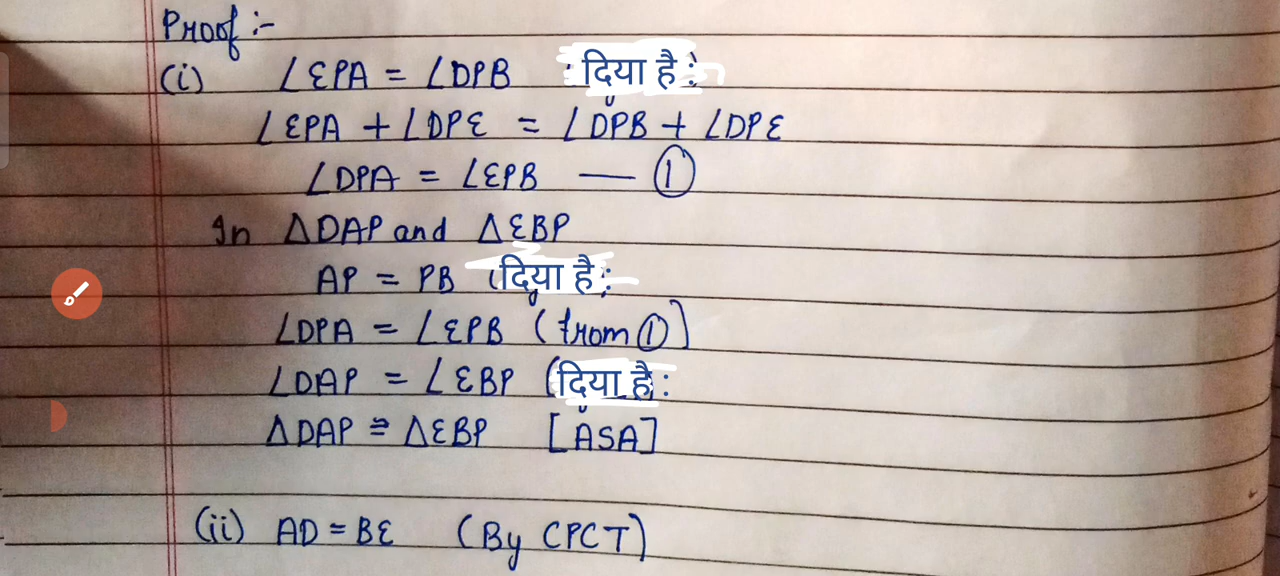 Proof :-
(i) ∠EPA = ∠DPB दिया है :
∠EPA + ∠DPE = ∠DPB + ∠DPE
∠DPA = ∠EPB — ①
In ΔDAP and ΔEBP
AP = PB (दिया है :
∠DPA = ∠EPB (from ①)
∠DAP = ∠EBP (दिया है :
ΔDAP ≅ ΔEBP [ASA]
(ii) AD = BE (By CPCT)